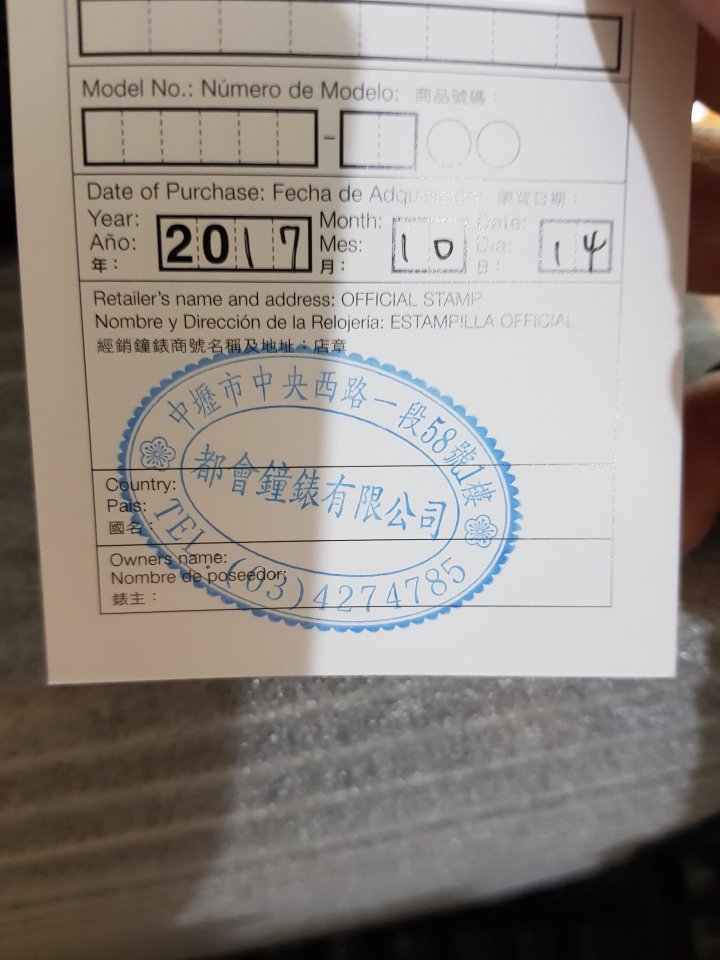 Model No.: Número de Modelo: 商品號碼：
–
Date of Purchase: Fecha de Adquisición: 購買日期：
Year: 2017 Month: 10 Date: 14
Año: Mes: Día:
年： 月： 日：
Retailer's name and address: OFFICIAL STAMP
Nombre y Dirección de la Relojería: ESTAMPILLA OFFICIAL
經銷鐘錶商號名稱及地址：店章
中壢市中央西路一段58號1樓
都會鐘錶有限公司
TEL.:(03)4274785
Country:
Pais:
國名：
Owners name:
Nombre de poseedor:
錶主：